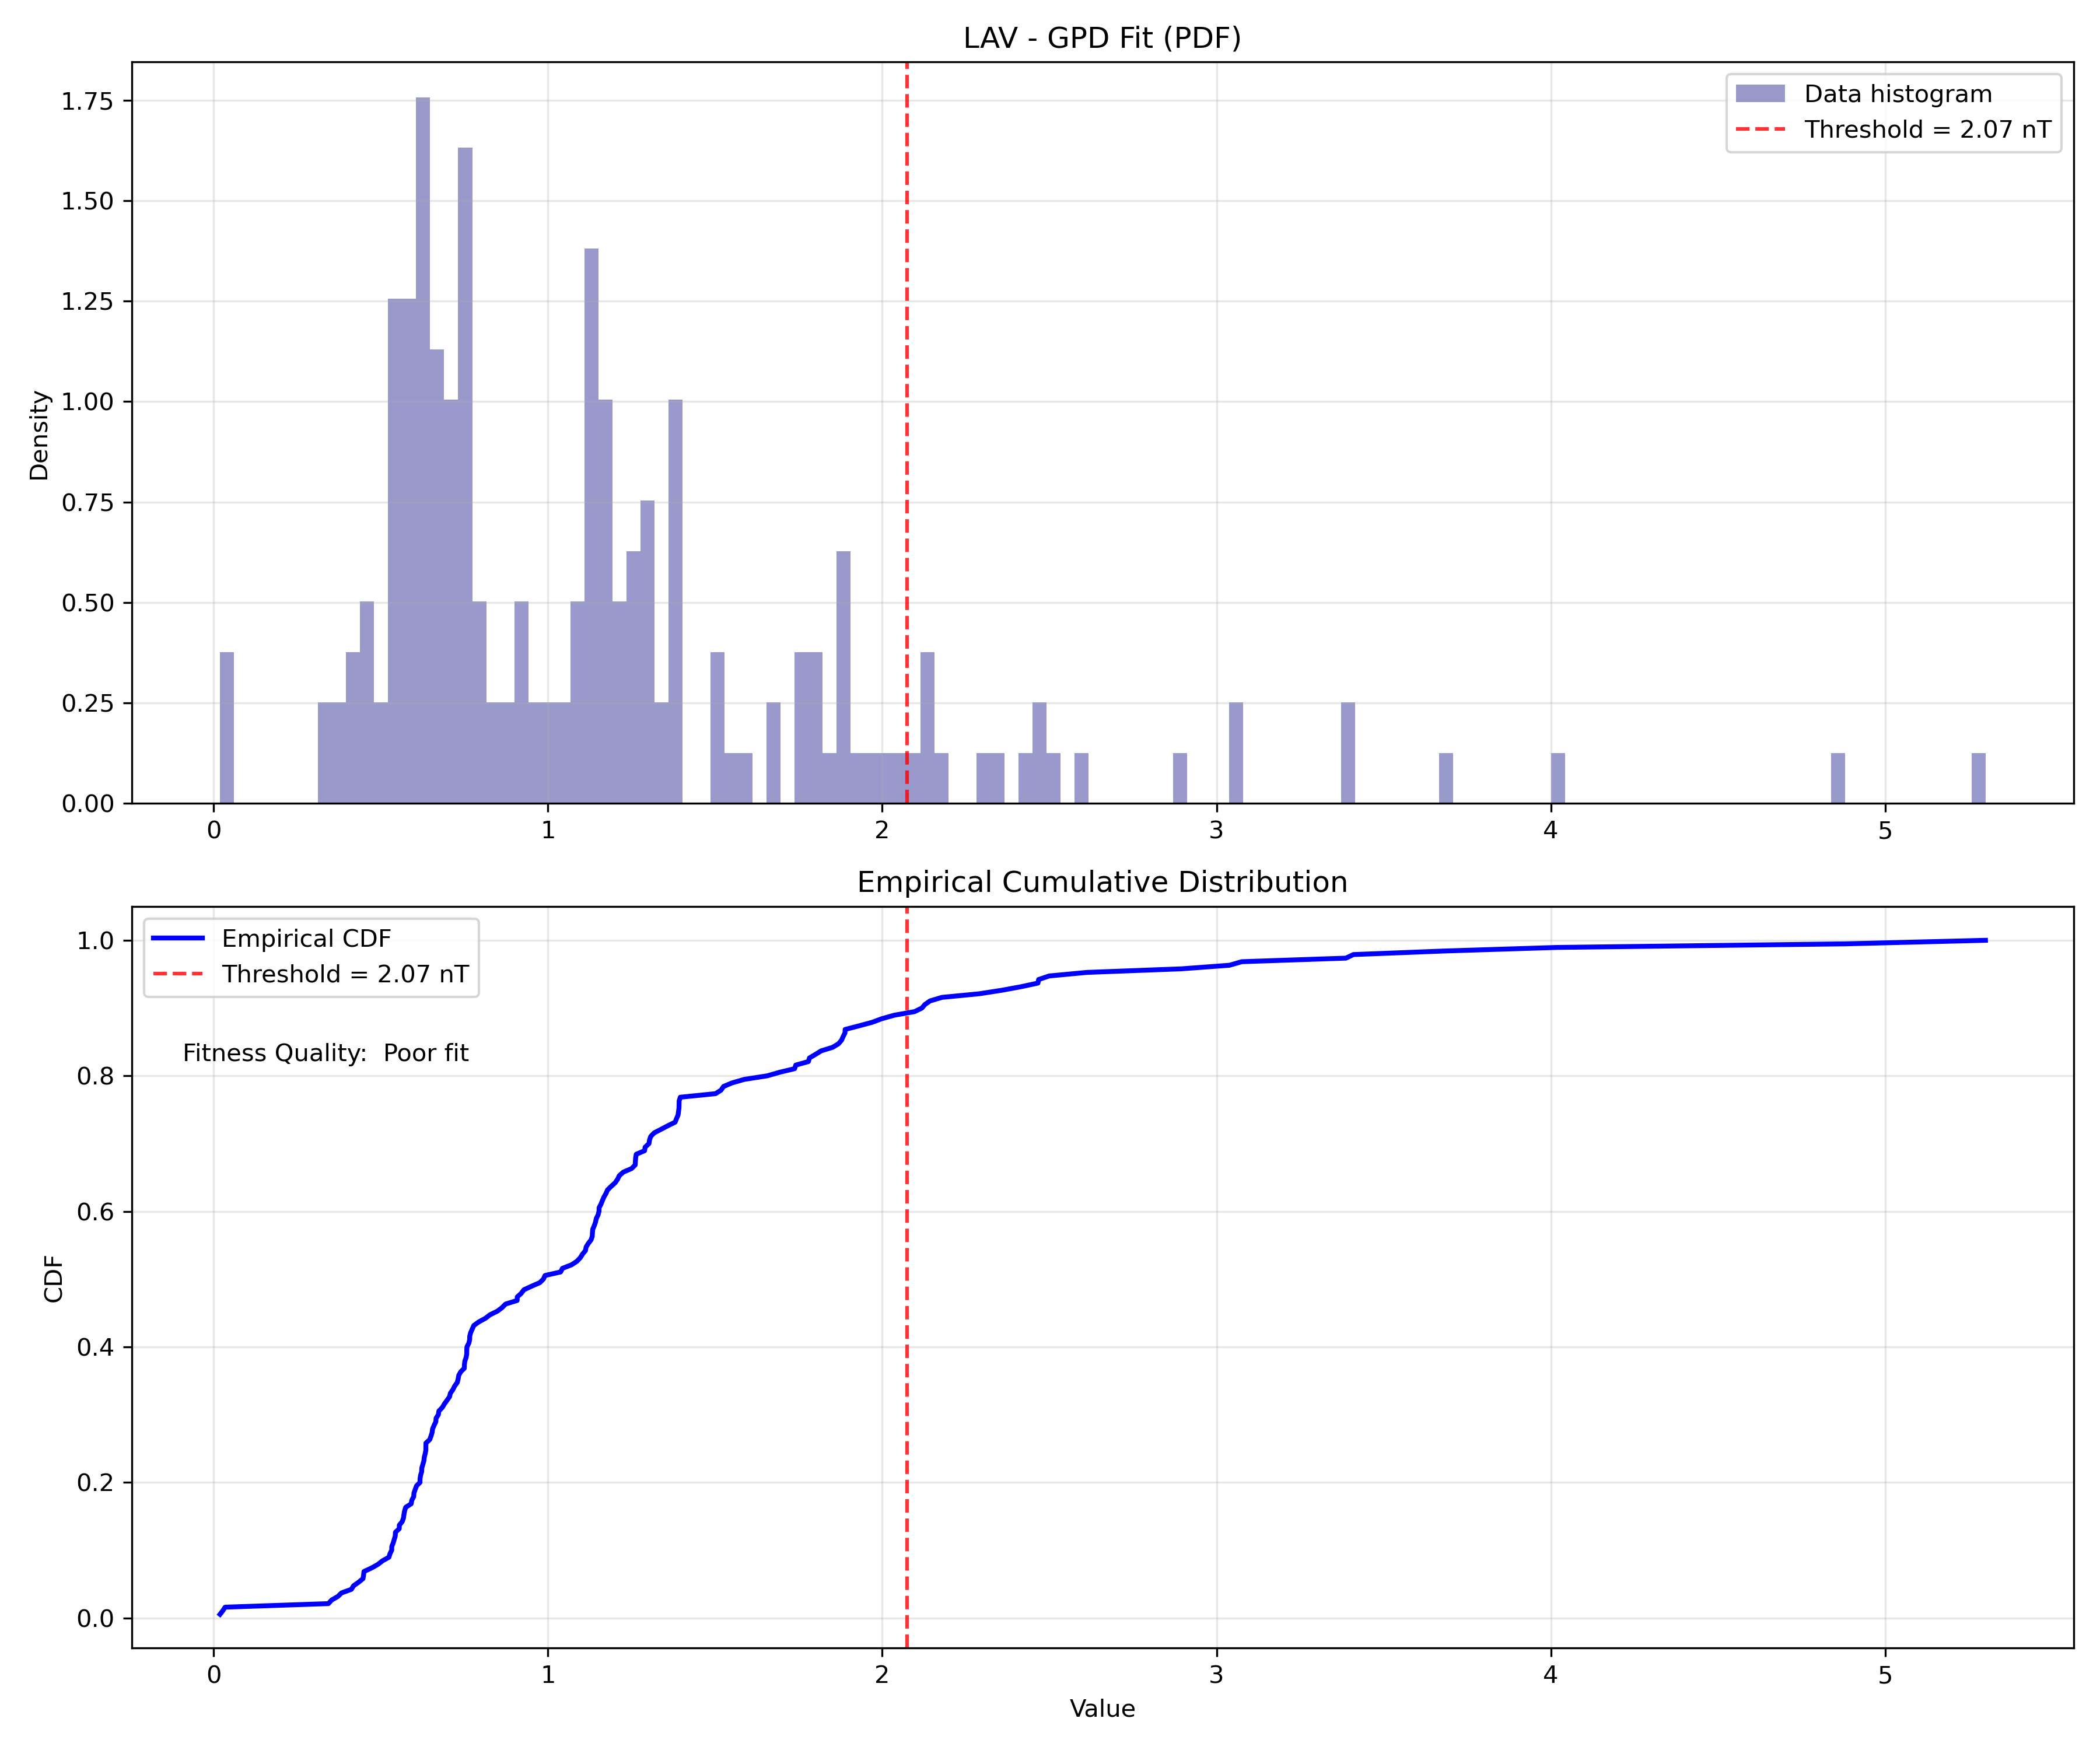 LAV - GPD Fit (PDF)
Data histogram
Threshold = 2.07 nT
Density
1.75
1.50
1.25
1.00
0.75
0.50
0.25
0.00
0 1 2 3 4 5
Empirical Cumulative Distribution
Empirical CDF
Threshold = 2.07 nT
Fitness Quality:  Poor fit
CDF
1.0
0.8
0.6
0.4
0.2
0.0
0 1 2 3 4 5
Value